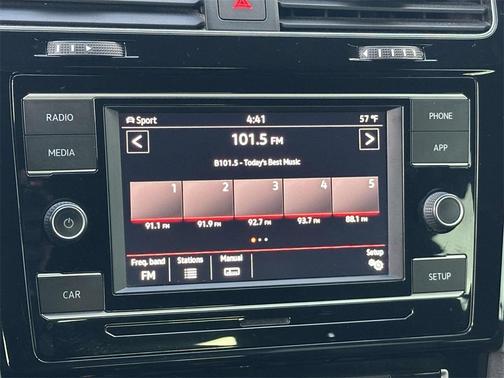 RADIO
MEDIA
CAR
PHONE
APP
SETUP
Sport 4:41 57 °F
< 101.5 FM >
B101.5 - Today's Best Music
1 2 3 4 5
91.1 FM 91.9 FM 92.7 FM 93.7 FM 88.1 FM
Freq. band Stations Manual Setup
FM